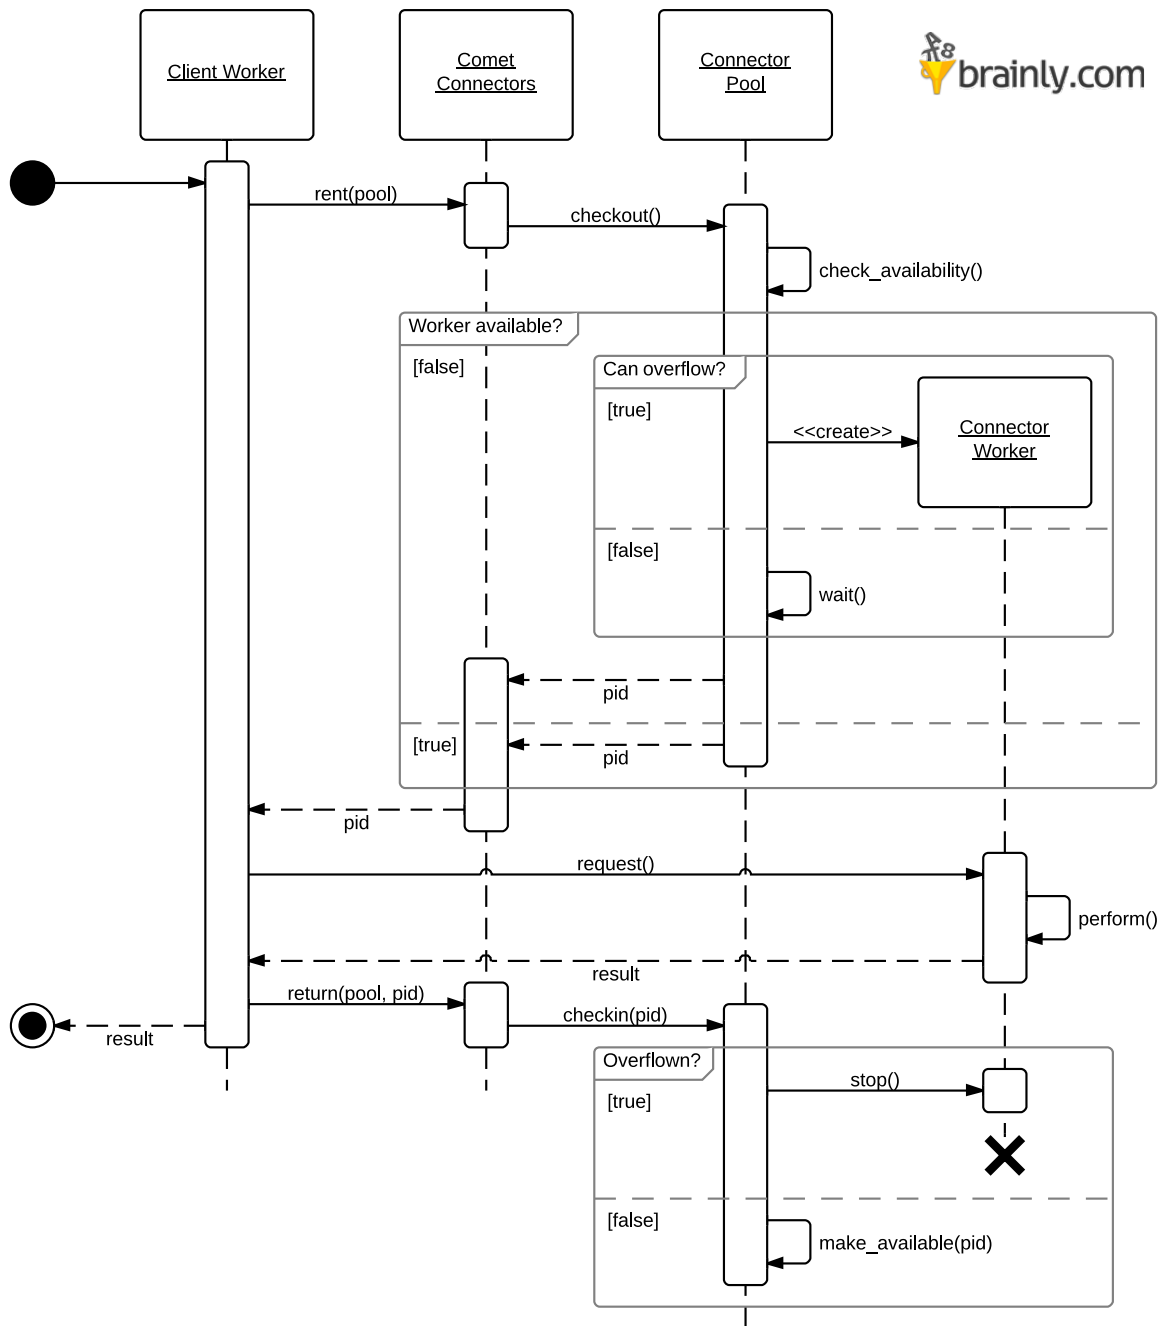 Client Worker
Comet
Connectors
Connector
Pool
brainly.com
rent(pool)
checkout()
check_availability()
Worker available?
[false]
Can overflow?
[true]
<<create>>
Connector
Worker
[false]
wait()
pid
[true]
pid
pid
request()
perform()
result
return(pool, pid)
checkin(pid)
result
Overflown?
stop()
[true]
[false]
make_available(pid)